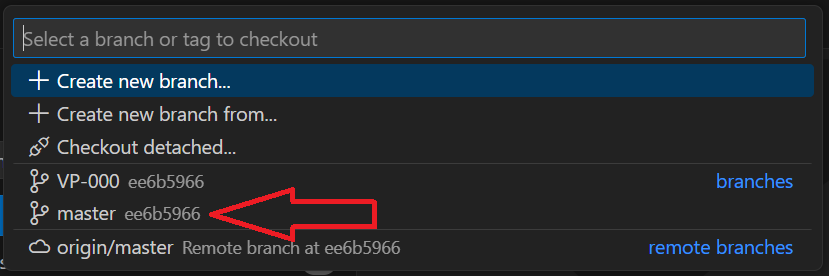 Select a branch or tag to checkout
Create new branch...
Create new branch from...
Checkout detached...
VP-000 ee6b5966 branches
master ee6b5966
origin/master Remote branch at ee6b5966 remote branches